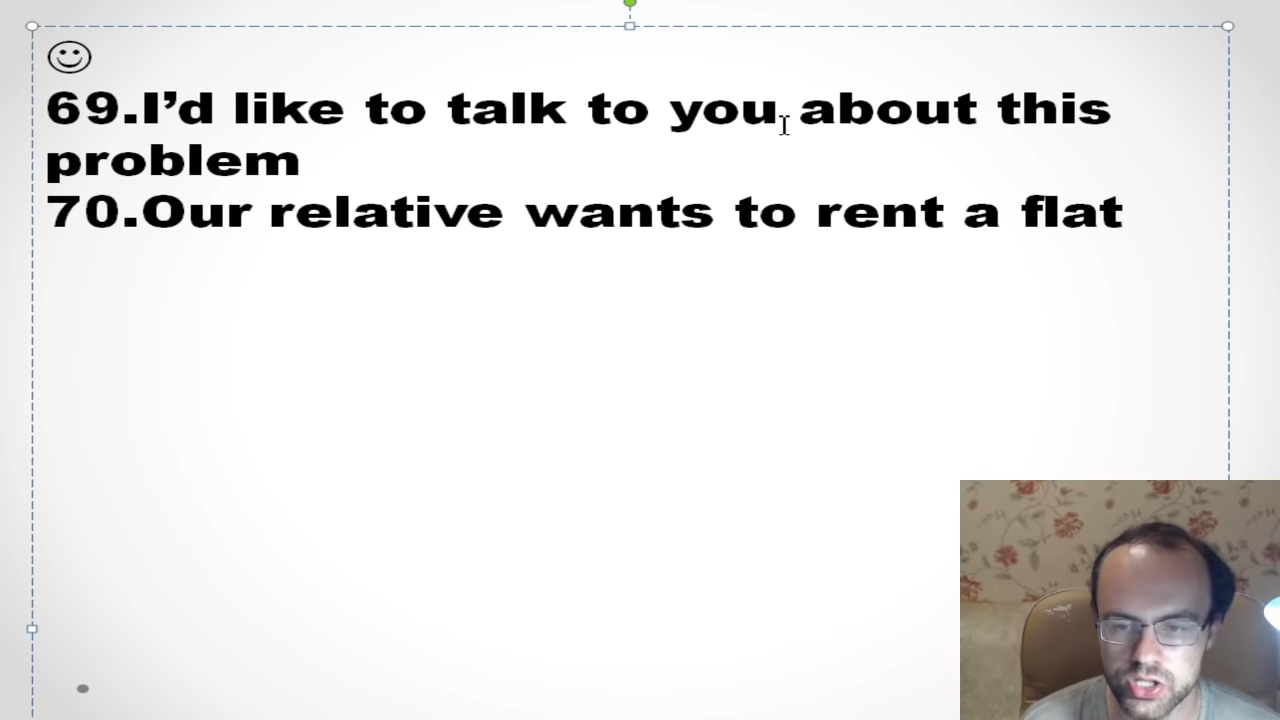 69.I’d like to talk to you about this
problem
70.Our relative wants to rent a flat